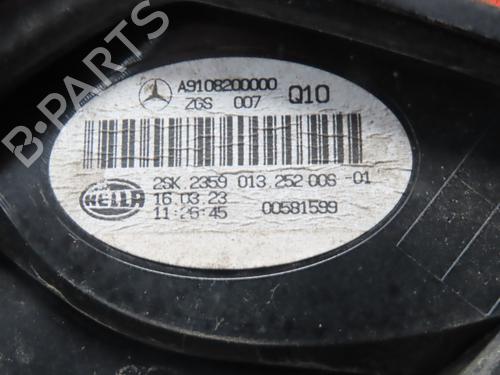 A9108200000
ZGS 007 Q10
2SK 2359 013 252 00S -01
HELLA
16.03.23
11:26:45 00581599
B-PARTS